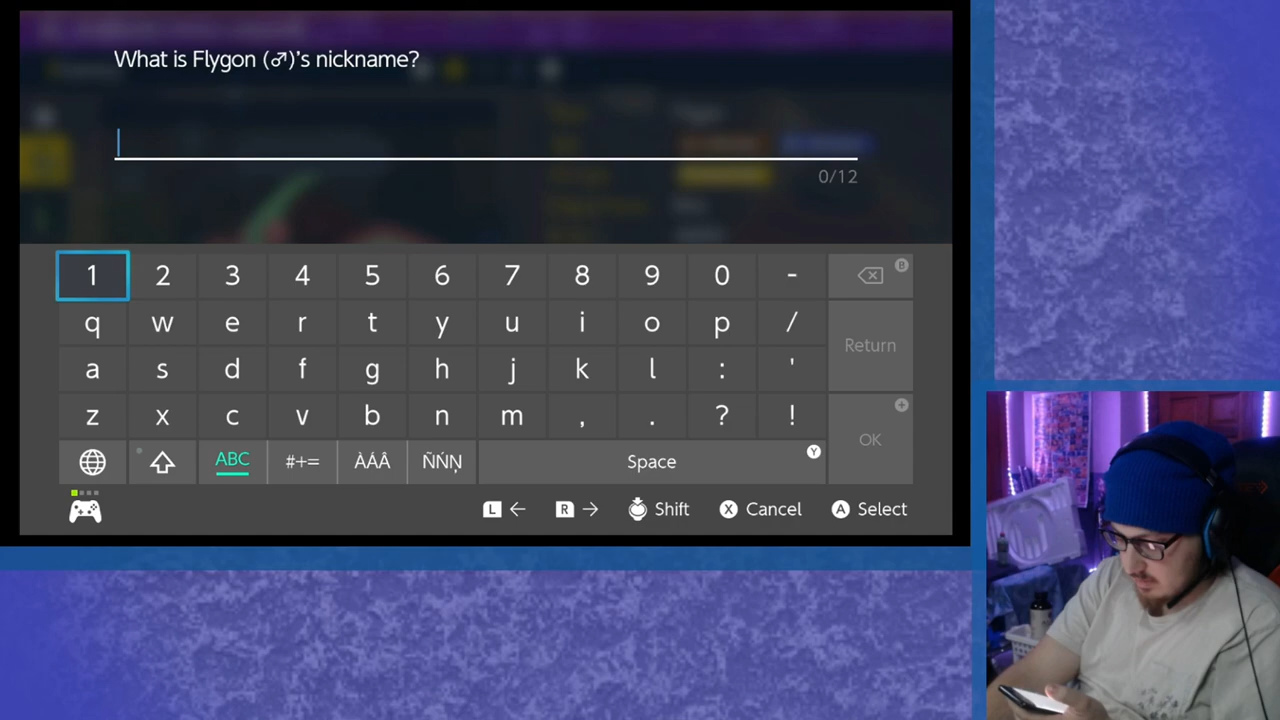 What is Flygon (♂)'s nickname?
0/12
1 2 3 4 5 6 7 8 9 0 -
q w e r t y u i o p /
a s d f g h j k l : '
z x c v b n m , . ? !
B
Return
+
OK
ABC #+= ÀÁÂ ÑŃŅ Space Y
L ← R → Shift X Cancel A Select